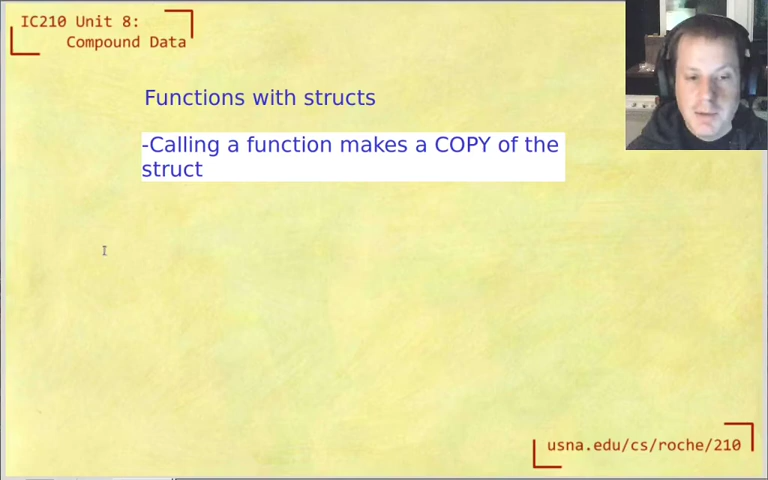 IC210 Unit 8:
Compound Data
Functions with structs
-Calling a function makes a COPY of the
struct
usna.edu/cs/roche/210